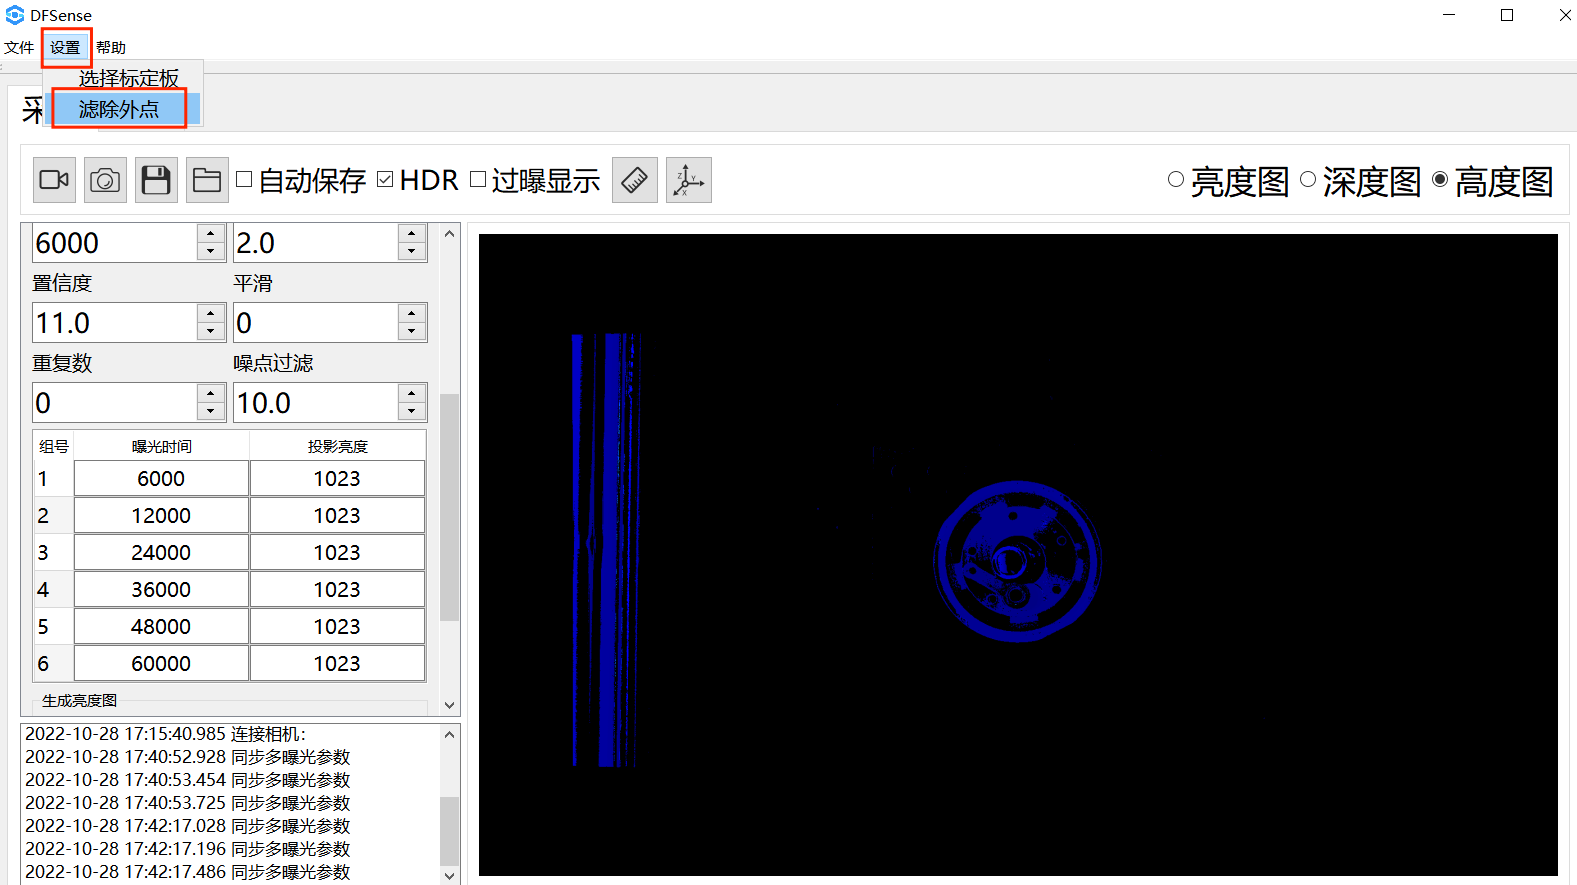 DFSense
文件 设置 帮助
选择标定板
采
滤除外点
自动保存 HDR 过曝显示 亮度图 深度图 高度图
6000 2.0
置信度 平滑
11.0 0
重复数 噪点过滤
0 10.0
组号 曝光时间 投影亮度
1 6000 1023
2 12000 1023
3 24000 1023
4 36000 1023
5 48000 1023
6 60000 1023
生成亮度图
2022-10-28 17:15:40.985 连接相机:
2022-10-28 17:40:52.928 同步多曝光参数
2022-10-28 17:40:53.454 同步多曝光参数
2022-10-28 17:40:53.725 同步多曝光参数
2022-10-28 17:42:17.028 同步多曝光参数
2022-10-28 17:42:17.196 同步多曝光参数
2022-10-28 17:42:17.486 同步多曝光参数